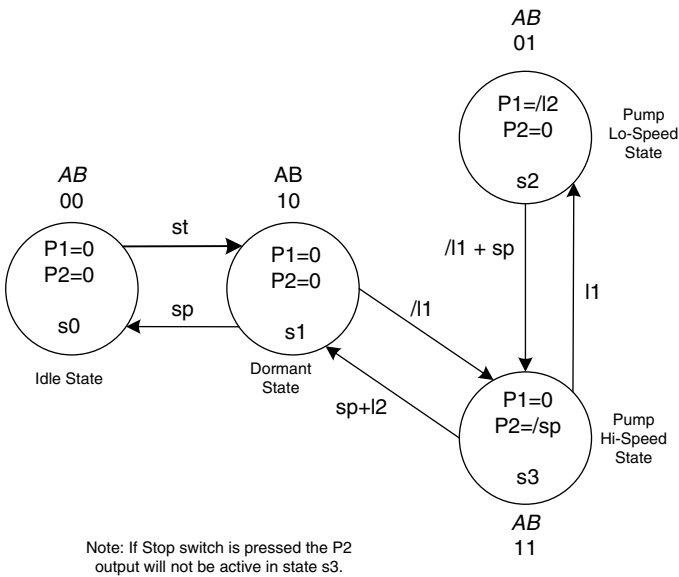 AB
01
P1=/l2
P2=0
s2
Pump
Lo-Speed
State
AB
00
P1=0
P2=0
s0
Idle State
st
sp
AB
10
P1=0
P2=0
s1
Dormant
State
/l1
sp+l2
/l1 + sp
l1
P1=0
P2=/sp
s3
Pump
Hi-Speed
State
AB
11
Note: If Stop switch is pressed the P2
output will not be active in state s3.